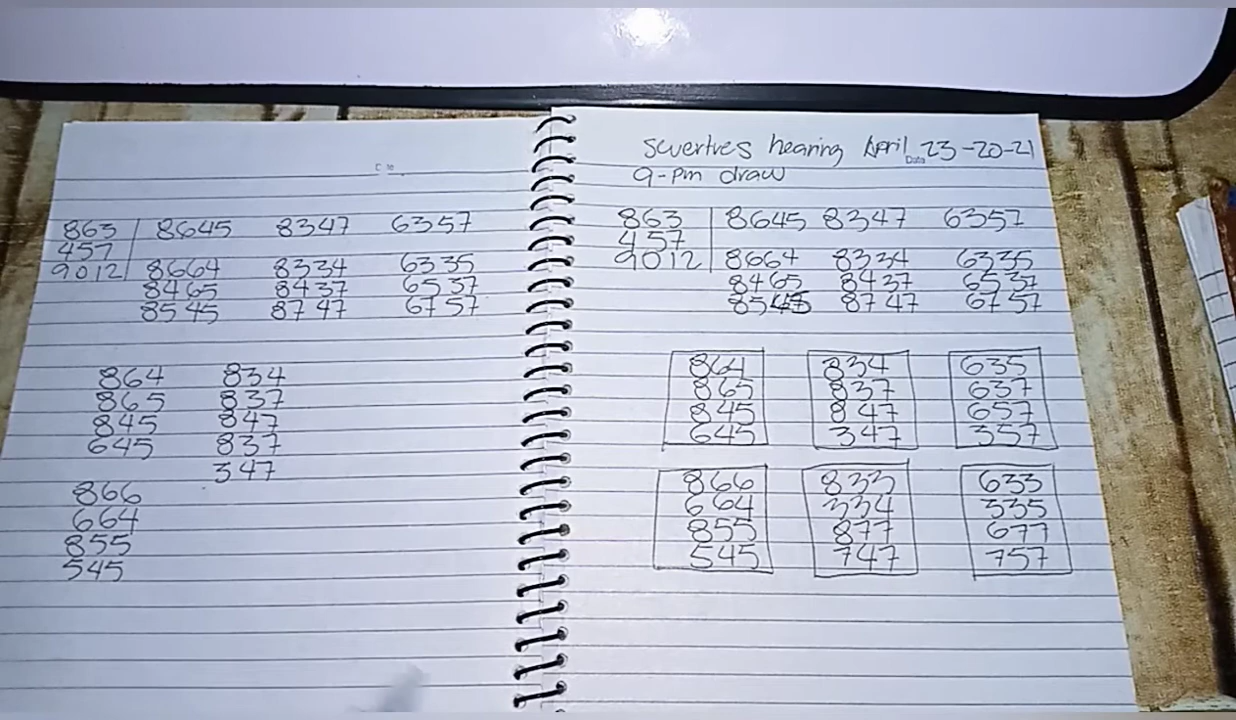 863 8645 8347 6357
457
9012 8664 8334 6335
8465 8437 6537
8545 8747 6757
864 834
865 837
845 847
645 837
347
866
664
855
545
swertres hearing April 23-20-21
9-pm draw
863 8645 8347 6357
457
9012 8664 8334 6335
8465 8437 6537
8545 8747 6757
864 834 635
865 837 637
845 847 657
645 347 357
866 833 633
664 334 335
855 877 677
545 747 757